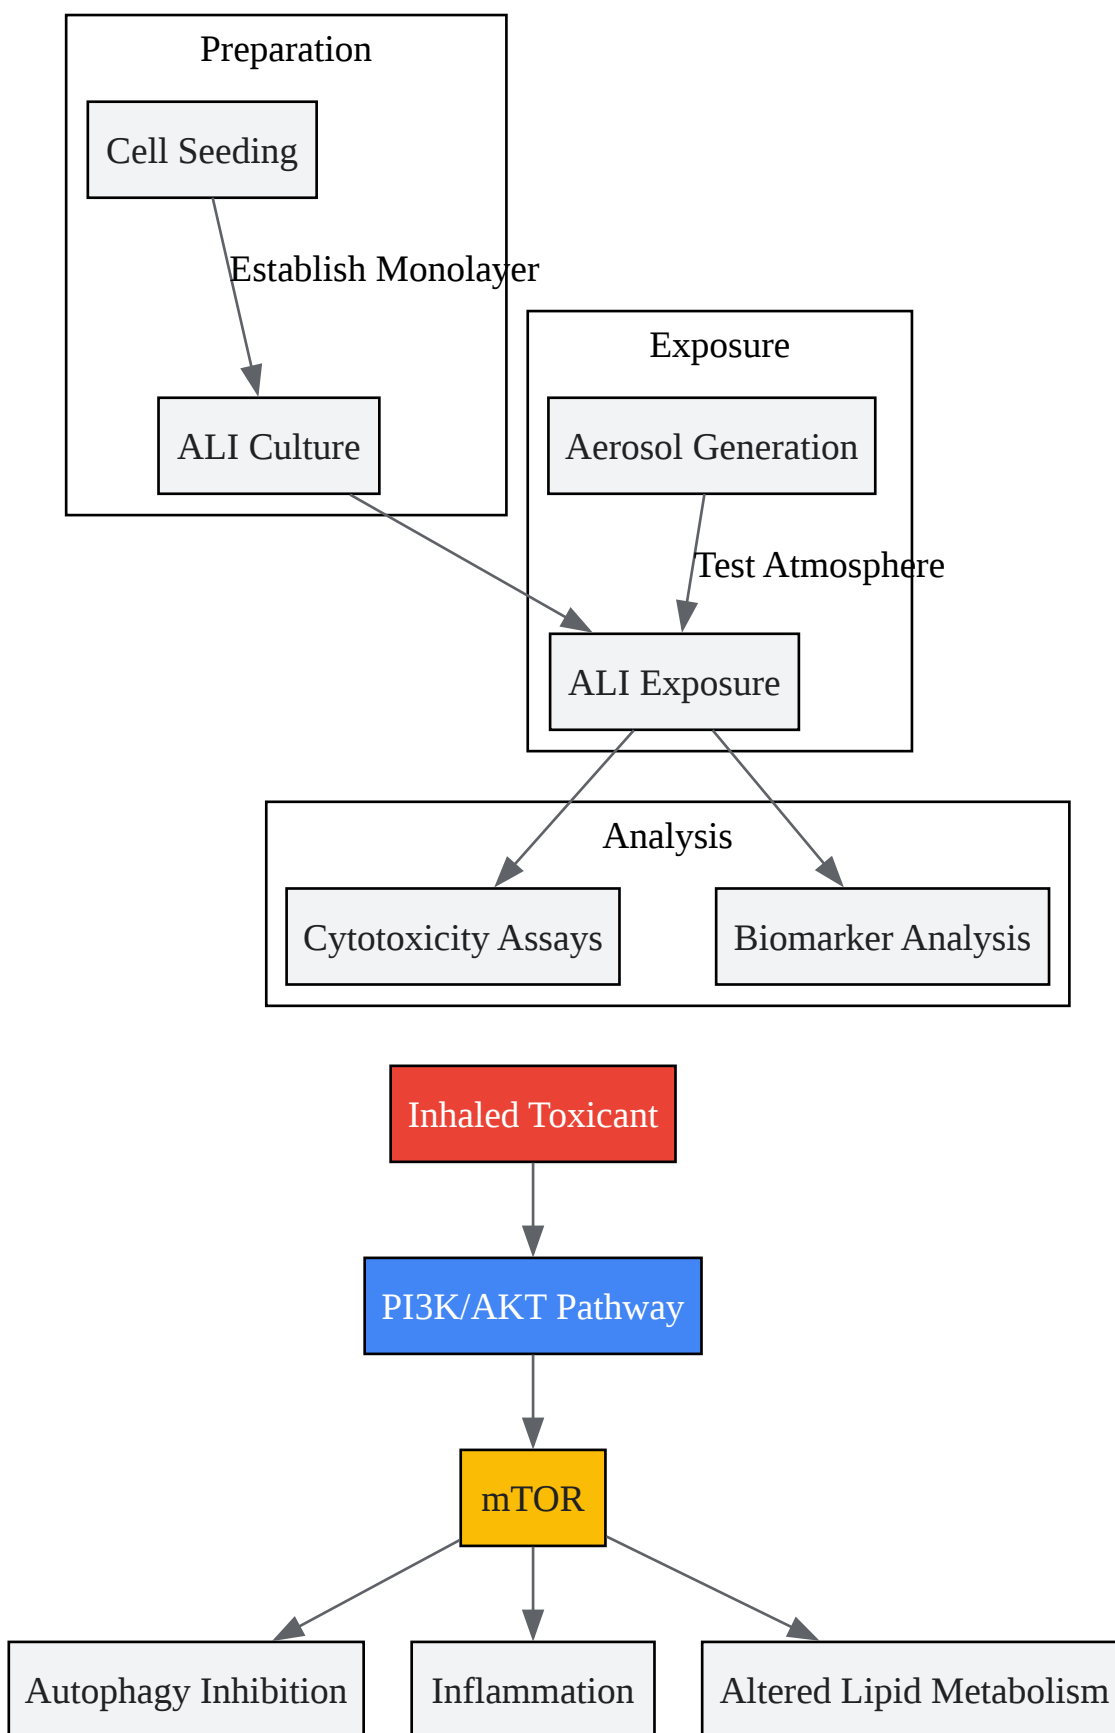 Preparation
Cell Seeding
Establish Monolayer
Exposure
ALI Culture
Aerosol Generation
Test Atmosphere
ALI Exposure
Analysis
Cytotoxicity Assays
Biomarker Analysis
Inhaled Toxicant
PI3K/AKT Pathway
mTOR
Autophagy Inhibition
Inflammation
Altered Lipid Metabolism